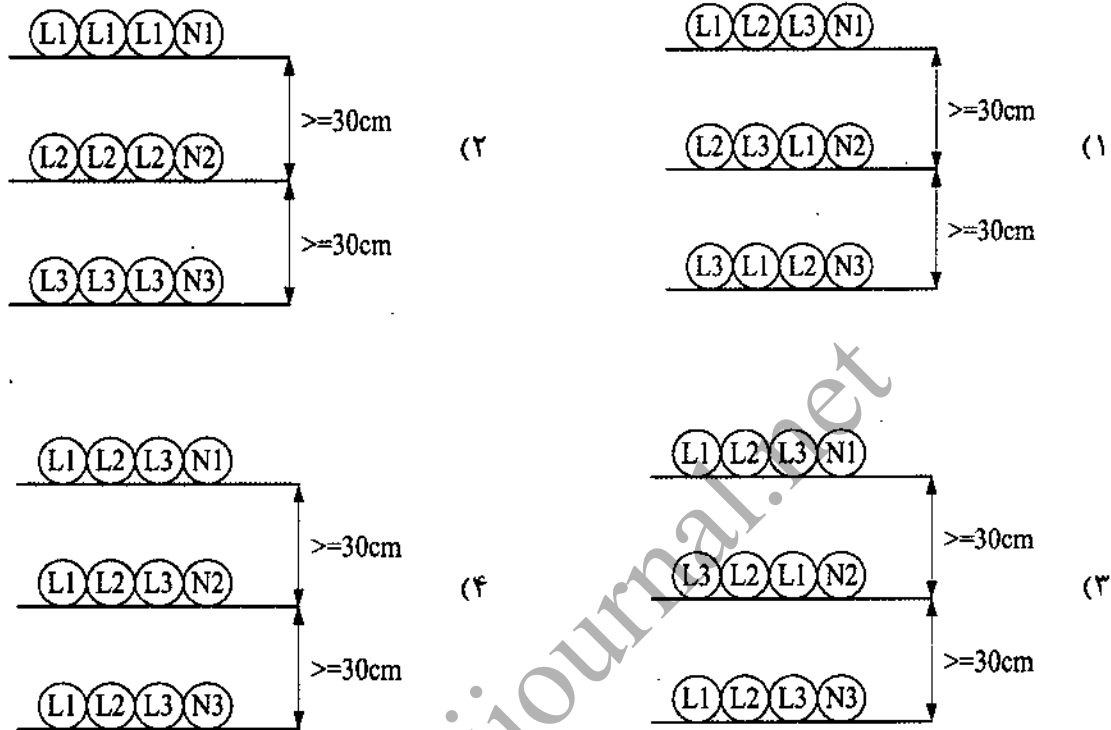 L1 L2 L3 N1
>=30cm
L2 L3 L1 N2
>=30cm
L3 L1 L2 N3
(۱
L1 L1 L1 N1
>=30cm
L2 L2 L2 N2
>=30cm
L3 L3 L3 N3
(۲
L1 L2 L3 N1
>=30cm
L3 L2 L1 N2
>=30cm
L1 L2 L3 N3
(۳
L1 L2 L3 N1
>=30cm
L1 L2 L3 N2
>=30cm
L1 L2 L3 N3
(۴
journal.net